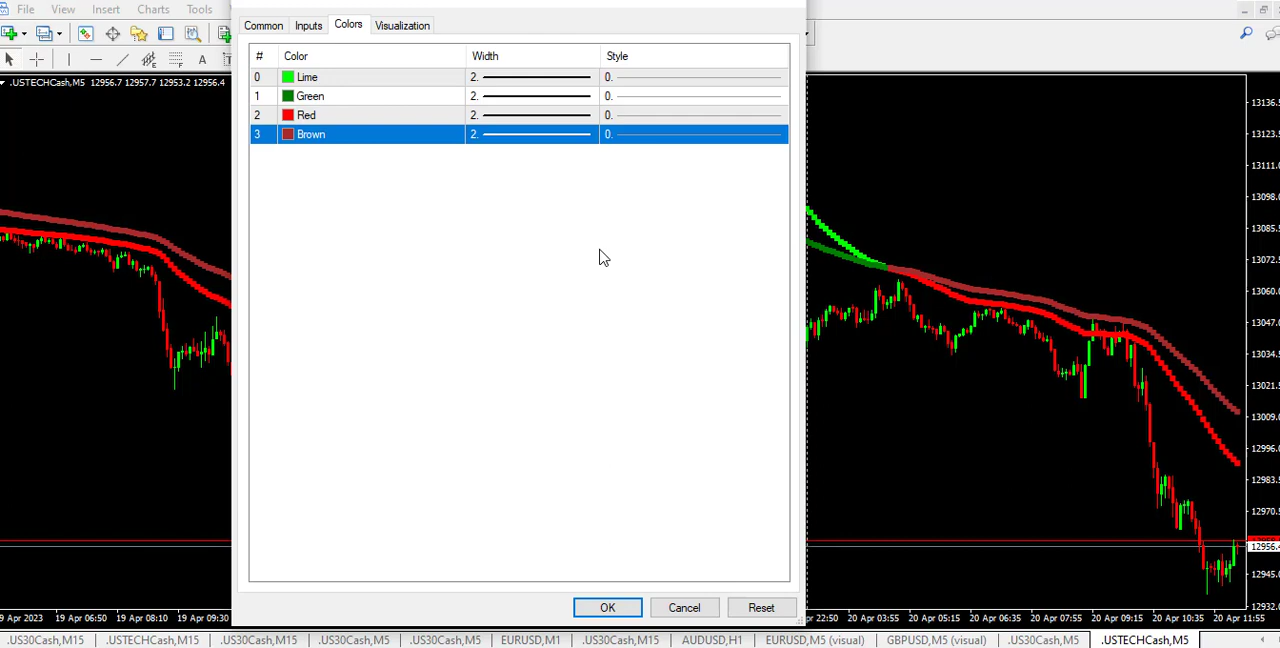 File View Insert Charts Tools
Common Inputs Colors Visualization
# Color Width Style
0 Lime 2. 0.
1 Green 2. 0.
2 Red 2. 0.
3 Brown 2. 0.
.USTECHCash,M5 12956.7 12957.7 12953.2 12956.4
13136.5
13123.5
13111.0
13098.0
13085.5
13072.5
13060.0
13047.0
13034.5
13021.5
13009.0
12996.0
12983.5
12970.5
12956.4
12945.0
12932.0
OK Cancel Reset
9 Apr 2023 19 Apr 06:50 19 Apr 08:10 19 Apr 09:30 pr 22:50 20 Apr 03:55 20 Apr 05:15 20 Apr 06:35 20 Apr 07:55 20 Apr 09:15 20 Apr 10:35 20 Apr 11:55
.US30Cash,M15 .USTECHCash,M15 .US30Cash,M15 .US30Cash,M5 .US30Cash,M5 EURUSD,M1 .US30Cash,M15 AUDUSD,H1 EURUSD,M5 (visual) GBPUSD,M5 (visual) .US30Cash,M5 .USTECHCash,M5